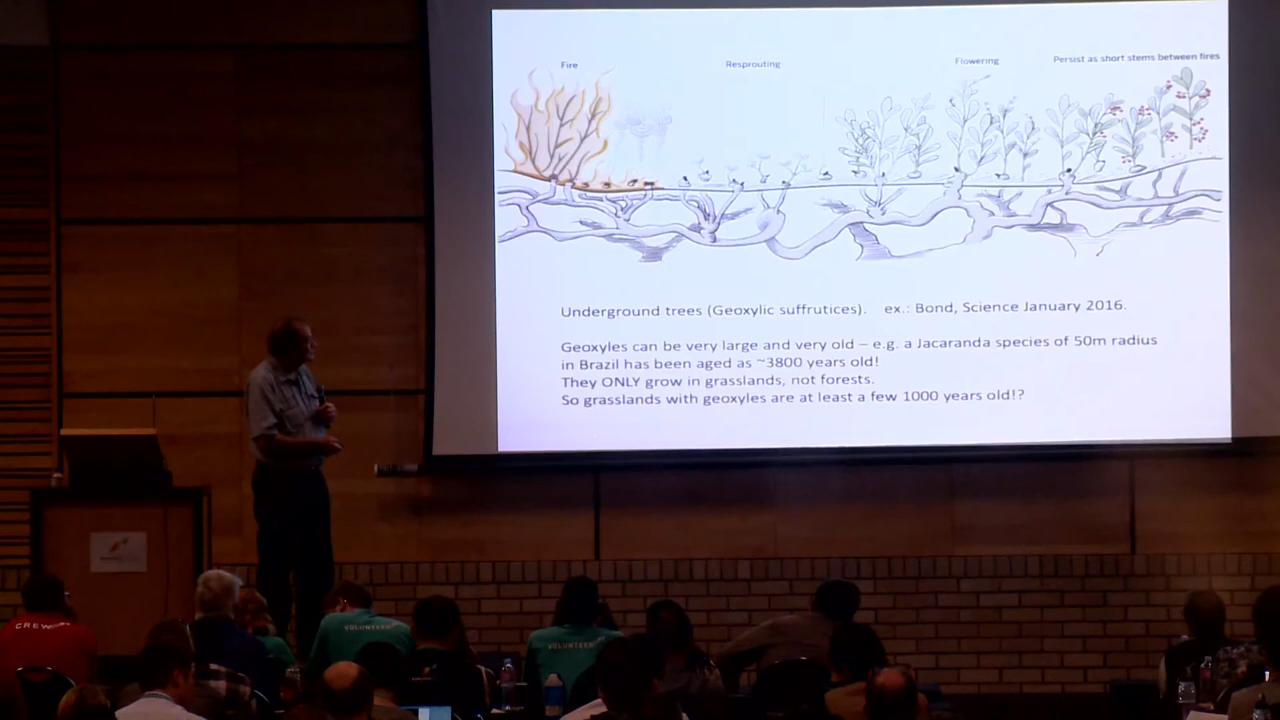 Fire
Resprouting
Flowering
Persist as short stems between fires
Underground trees (Geoxylic suffrutices). ex.: Bond, Science January 2016.
Geoxyles can be very large and very old – e.g. a Jacaranda species of 50m radius
in Brazil has been aged as ~3800 years old!
They ONLY grow in grasslands, not forests.
So grasslands with geoxyles are at least a few 1000 years old!?
CREW
VOLUNTEER
VOLUNTEER